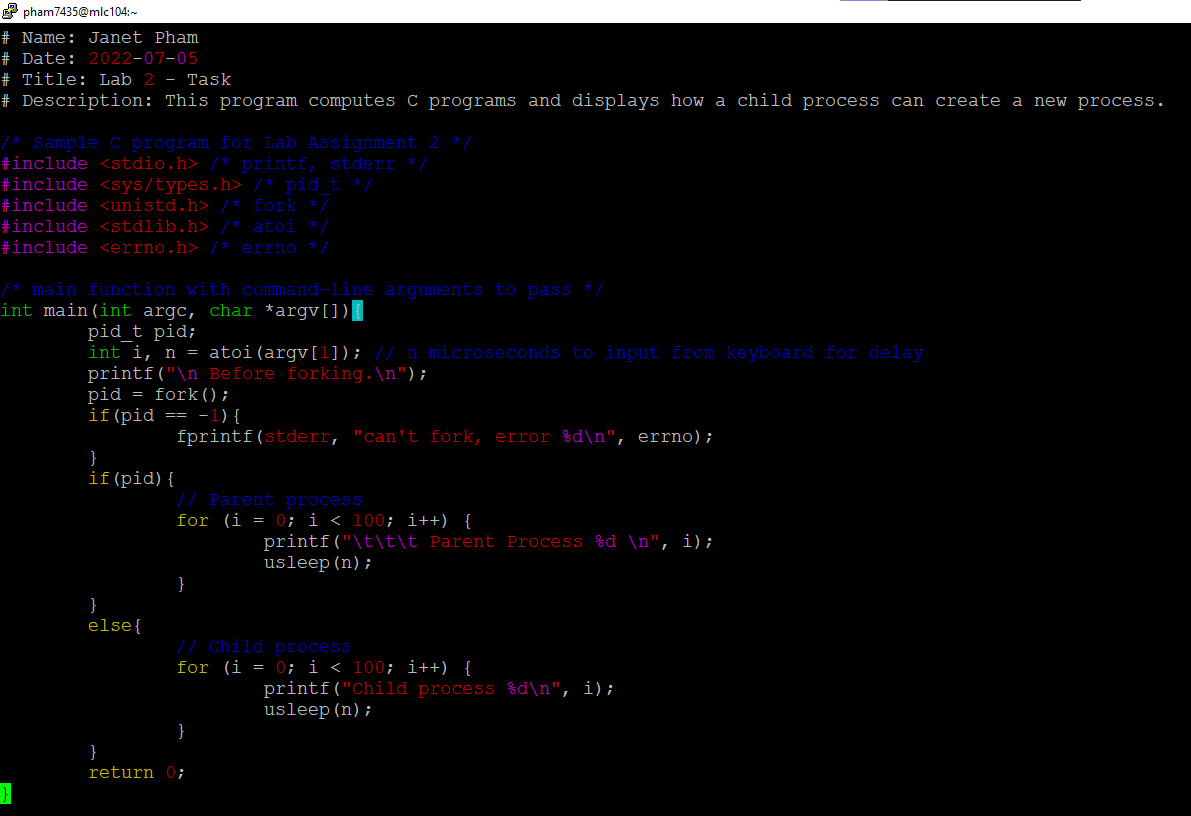 pham7435@mlc104:~
# Name: Janet Pham
# Date: 2022-07-05
# Title: Lab 2 - Task
# Description: This program computes C programs and displays how a child process can create a new process.
/* Sample C program for Lab Assignment 2 */
#include <stdio.h> /* printf, stderr */
#include <sys/types.h> /* pid_t */
#include <unistd.h> /* fork */
#include <stdlib.h> /* atoi */
#include <errno.h> /* errno */
/* main function with command-line arguments to pass */
int main(int argc, char *argv[]){
        pid_t pid;
        int i, n = atoi(argv[1]); // n microseconds to input from keyboard for delay
        printf("\n Before forking.\n");
        pid = fork();
        if(pid == -1){
                fprintf(stderr, "can't fork, error %d\n", errno);
        }
        if(pid){
                // Parent process
                for (i = 0; i < 100; i++) {
                        printf("\t\t\t Parent Process %d \n", i);
                        usleep(n);
                }
        }
        else{
                // Child process
                for (i = 0; i < 100; i++) {
                        printf("Child process %d\n", i);
                        usleep(n);
                }
        }
        return 0;
}